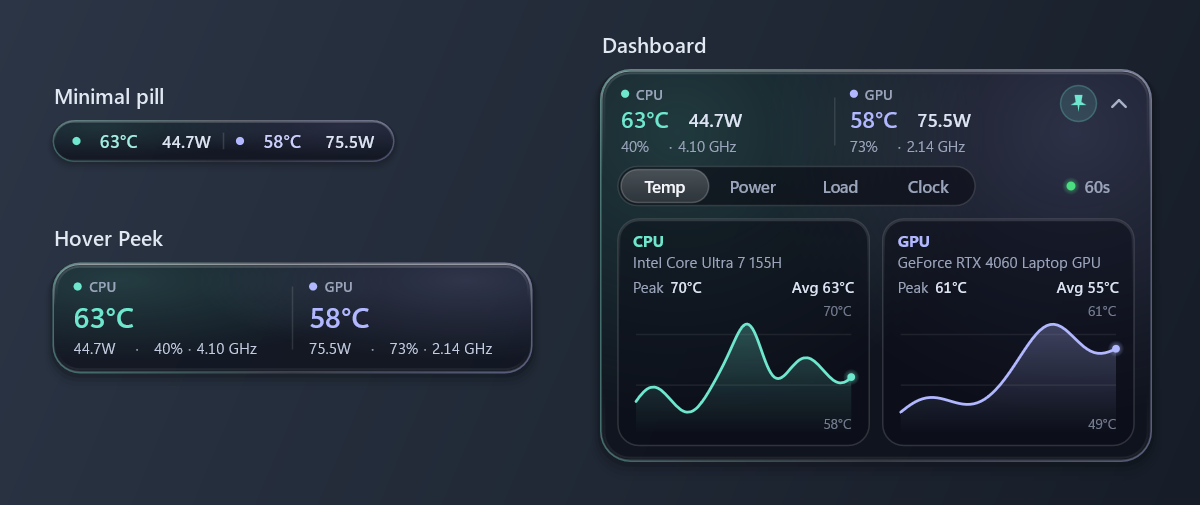 Minimal pill
63°C 44.7W 58°C 75.5W
Hover Peek
CPU
63°C
44.7W · 40% · 4.10 GHz
GPU
58°C
75.5W · 73% · 2.14 GHz
Dashboard
CPU
63°C 44.7W
40% · 4.10 GHz
GPU
58°C 75.5W
73% · 2.14 GHz
Temp Power Load Clock
60s
CPU
Intel Core Ultra 7 155H
Peak 70°C Avg 63°C
70°C
58°C
GPU
GeForce RTX 4060 Laptop GPU
Peak 61°C Avg 55°C
61°C
49°C